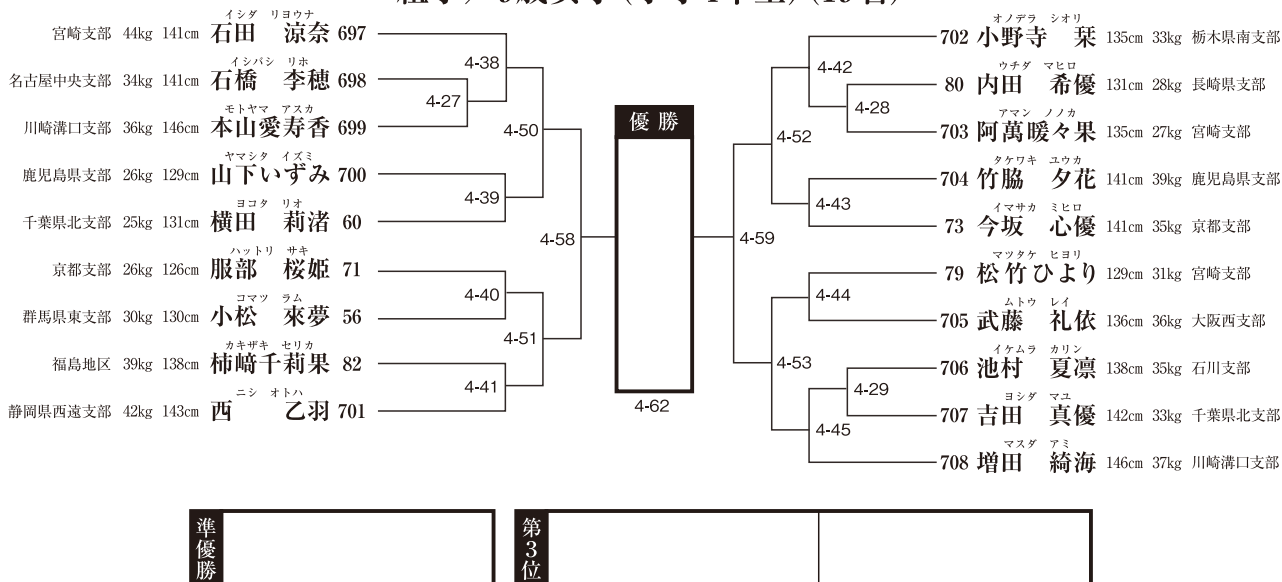 宮崎支部 44kg 141cm 石田 涼奈 697
イシダ リヨウナ
名古屋中央支部 34kg 141cm 石橋 李穂 698
イシバシ リホ
川崎溝口支部 36kg 146cm 本山愛寿香 699
モトヤマ アスカ
鹿児島県支部 26kg 129cm 山下いずみ 700
ヤマシタ イズミ
千葉県北支部 25kg 131cm 横田 莉渚 60
ヨコタ リオ
京都支部 26kg 126cm 服部 桜姫 71
ハットリ サキ
群馬県東支部 30kg 130cm 小松 來夢 56
コマツ ラム
福島地区 39kg 138cm 柿﨑千莉果 82
カキザキ セリカ
静岡県西遠支部 42kg 143cm 西 乙羽 701
ニシ オトハ
4-38
4-27
4-50
4-39
4-58
4-40
4-51
4-41
優勝
4-62
4-42
4-28
4-52
4-43
4-59
4-44
4-53
4-29
4-45
オノデラ シオリ
702 小野寺 栞 135cm 33kg 栃木県南支部
ウチダ マヒロ
80 内田 希優 131cm 28kg 長崎県支部
アマン ノノカ
703 阿萬暖々果 135cm 27kg 宮崎支部
タケワキ ユウカ
704 竹脇 夕花 141cm 39kg 鹿児島県支部
イマサカ ミヒロ
73 今坂 心優 141cm 35kg 京都支部
マツタケ ヒヨリ
79 松竹ひより 129cm 31kg 宮崎支部
ムトウ レイ
705 武藤 礼依 136cm 36kg 大阪西支部
イケムラ カリン
706 池村 夏凛 138cm 35kg 石川支部
ヨシダ マユ
707 吉田 真優 142cm 33kg 千葉県北支部
マスダ アミ
708 増田 綺海 146cm 37kg 川崎溝口支部
準優勝
第3位